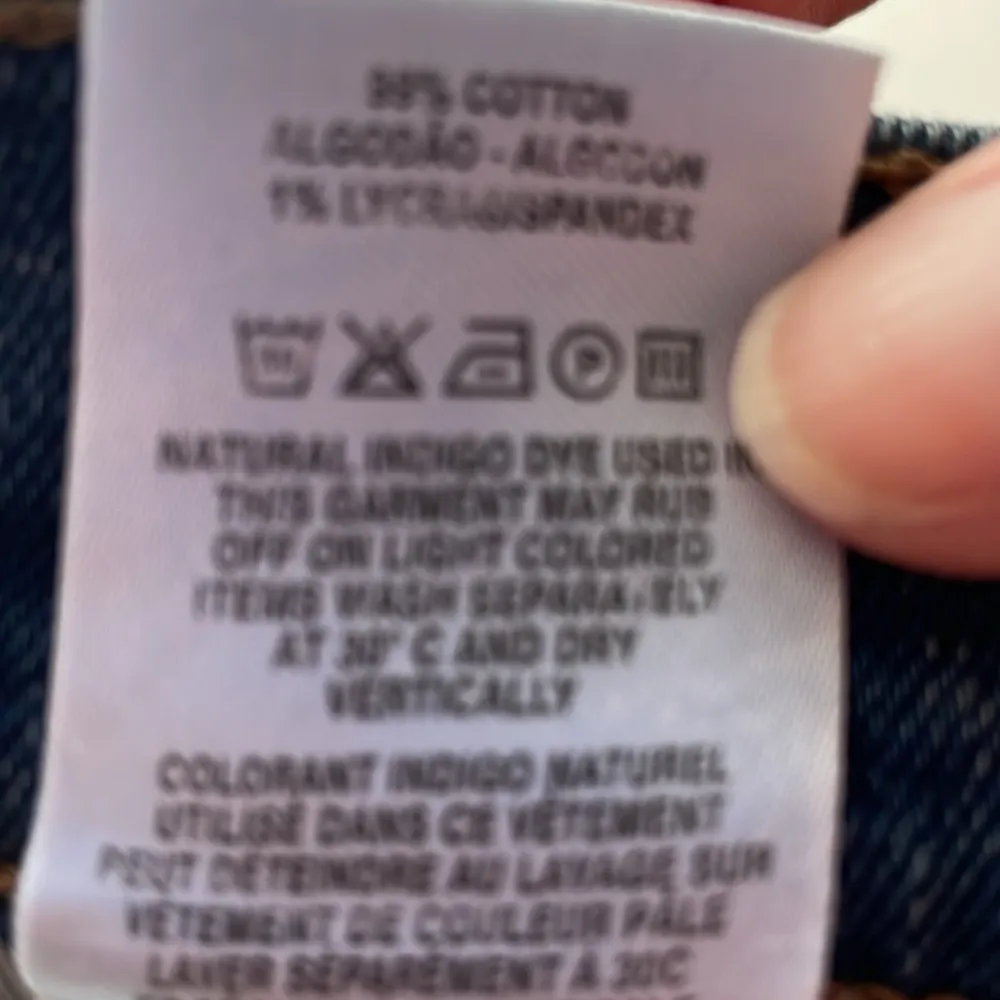 99% COTTON
ALGODÃO - ALGODON
1% LYCRA®SPANDEX
P
NATURAL INDIGO DYE USED IN
THIS GARMENT MAY RUB
OFF ON LIGHT COLORED
ITEMS WASH SEPARATELY
AT 30° C AND DRY
VERTICALLY
COLORANT INDIGO NATUREL
UTILISÉ DANS CE VÊTEMENT
PEUT DÉTEINDRE AU LAVAGE SUR
VÊTEMENT DE COULEUR PÂLE
LAVER SÉPARÉMENT À 30C